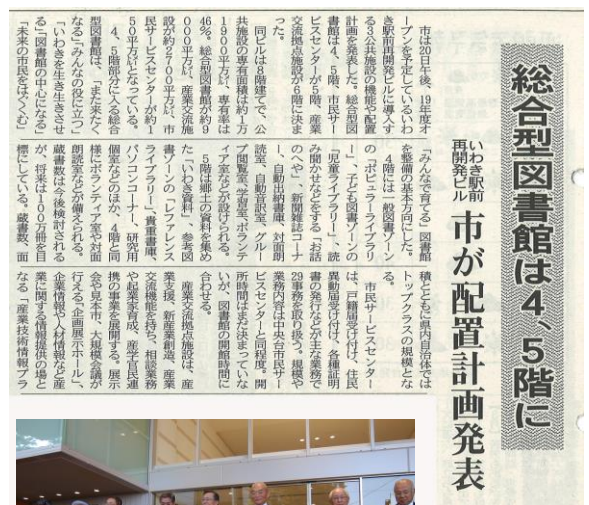 総合型図書館は4、5階に
いわき駅前
再開発ビル
市が配置計画発表
市は20日午後、19年度オ
ープンを予定しているいわ
き駅前再開発ビルに導入す
る3公共施設の機能や配置
計画を発表した。総合型図
書館は4、5階、市民サー
ビスセンターが5階、産業
交流拠点施設が6階に決ま
った。
同ビルは8階建てで、公
共施設の専有面積は約1万
1900平方㍍、専有率は
46%。総合型図書館が約9
000平方㍍、産業交流施
設が約2700平方㍍、市
民サービスセンターが約1
50平方㍍となっている。
4、5階部分に入る総合
型図書館は、「また来たく
なる」「みんなの役に立つ」
「いわきを生き生きさせ
る」「図書館の中心になる」
「未来の市民をはぐくむ」
「みんなで育てる」図書館
を整備の基本方向にした。
4階には一般図書ゾーン
の「ポピュラーライブラリ
ー」、子ども図書ゾーンの
「児童ライブラリー」、読
み聞かせなどをする「お話
のへや」、新聞雑誌コーナ
ー、自動出納書庫、対面朗
読室、自動音訳室、グルー
プ閲覧室、学習室、ボランテ
ィア室などが設けられる。
5階は郷土の資料を集め
た「いわき資料」、参考図
書ゾーンの「レファレンス
ライブラリー」、貴重書庫、
パソコンコーナー、研究用
個室などのほか、4階と同
様にボランティア室や対面
朗読室などが備えられる。
蔵書数は今後検討される
が、将来は100万冊を目
標にしている。蔵書数、面
積とともに県内自治体では
トップクラスの規模とな
る。
市民サービスセンター
は、戸籍届受け付け、住民
異動届受け付け、各種証明
書の発行などが主な業務で
29事務を取り扱う。規模や
業務内容は中央台市民サー
ビスセンターと同程度。開
所時間はまだ決まっていな
いが、図書館の開館時間に
合わせる。
産業交流拠点施設は、産
業支援、新産業創造、産業
交流機能を持ち、相談業務
や起業家育成、産学官民連
携の事業を展開する。展示
会や見本市、大規模会議が
行える「企画展示ホール」、
企業情報や人材情報など産
業に関する情報提供の場と
なる「産業技術情報プラ